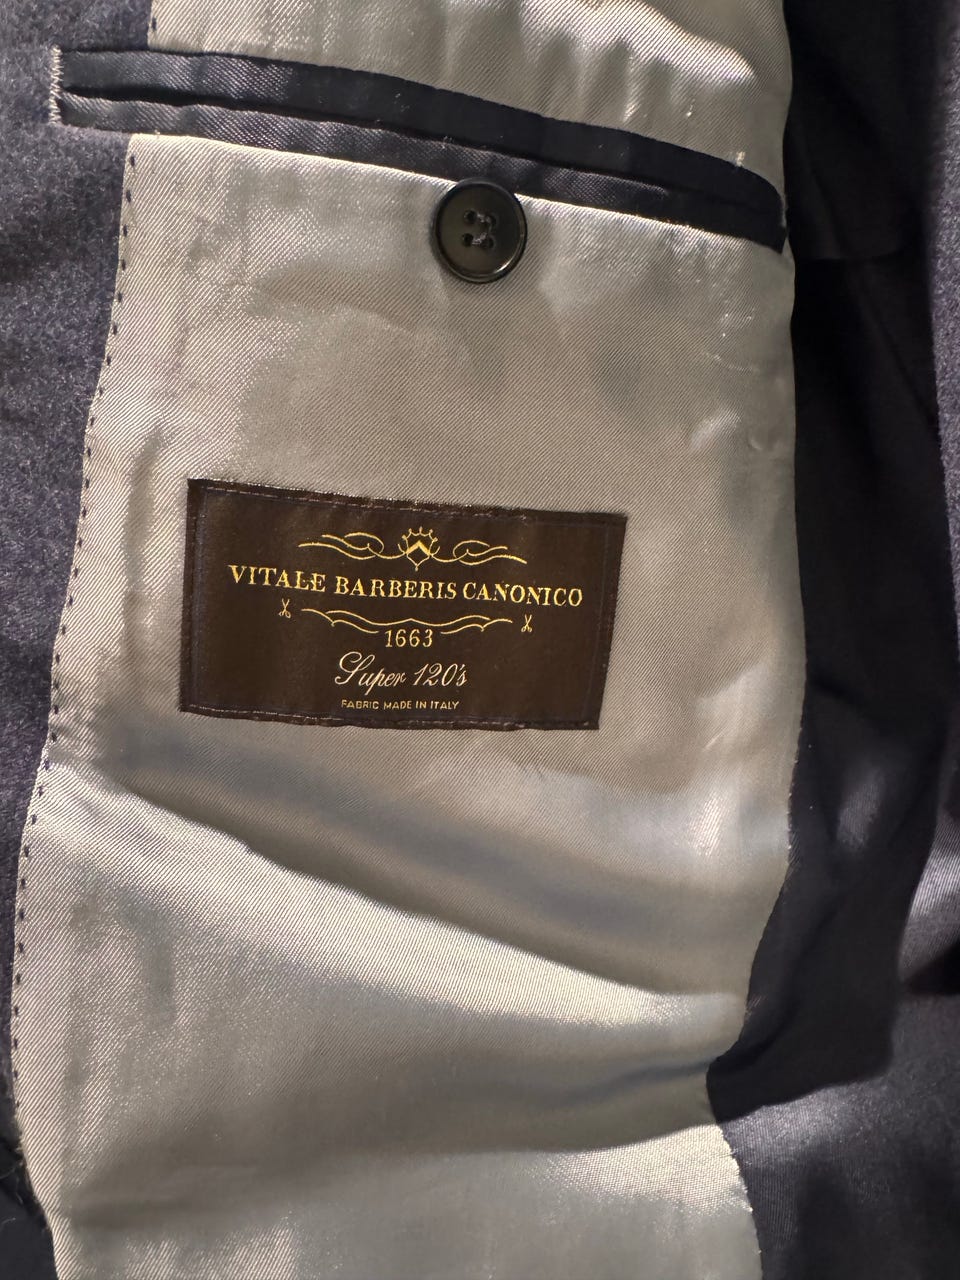 VITALE BARBERIS CANONICO
1663
Super 120's
FABRIC MADE IN ITALY